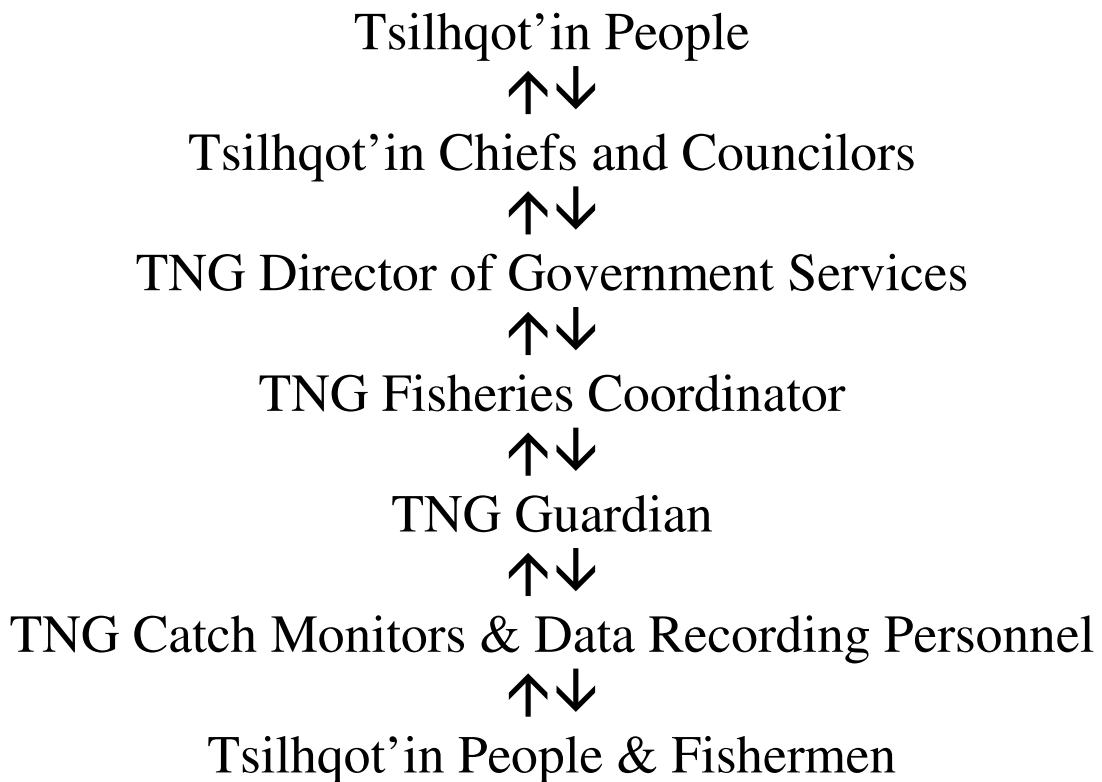 Tsilhqot’in People
↑↓
Tsilhqot’in Chiefs and Councilors
↑↓
TNG Director of Government Services
↑↓
TNG Fisheries Coordinator
↑↓
TNG Guardian
↑↓
TNG Catch Monitors & Data Recording Personnel
↑↓
Tsilhqot’in People & Fishermen